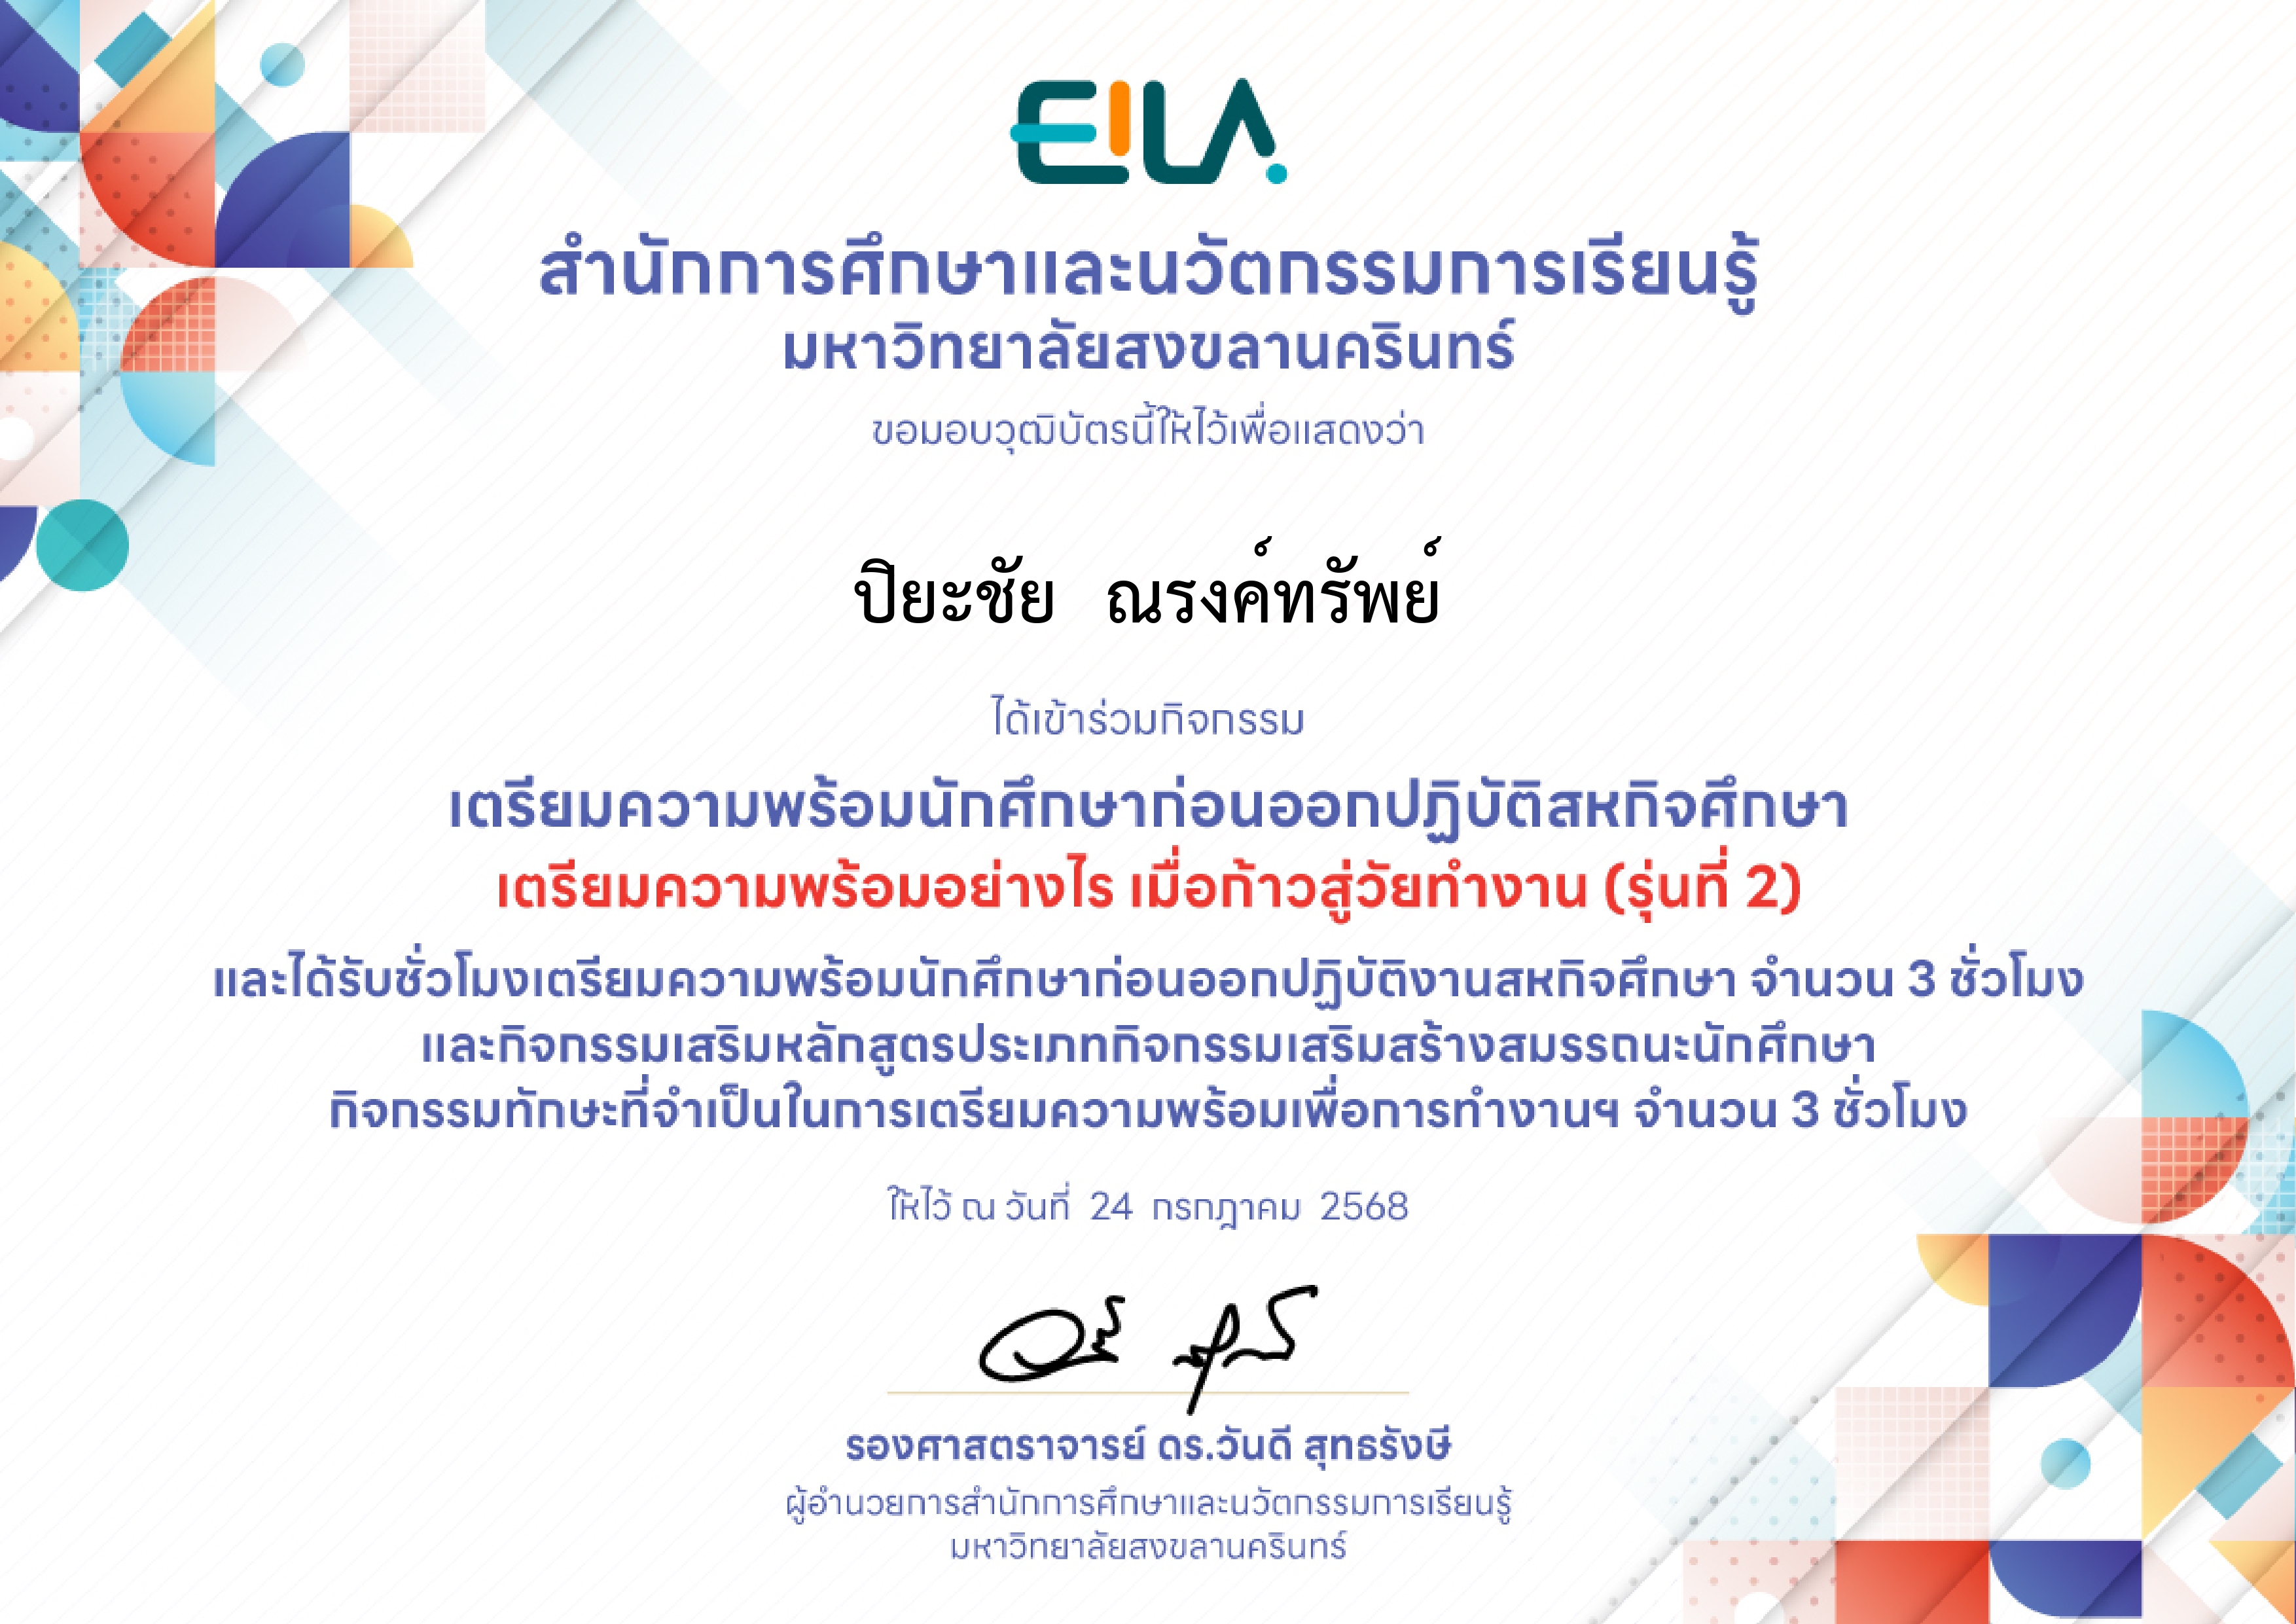 EILA
สำนักการศึกษาและนวัตกรรมการเรียนรู้
มหาวิทยาลัยสงขลานครินทร์
ขอมอบวุฒิบัตรนี้ให้ไว้เพื่อแสดงว่า
ปิยะชัย ณรงค์ทรัพย์
ได้เข้าร่วมกิจกรรม
เตรียมความพร้อมนักศึกษาก่อนออกปฏิบัติสหกิจศึกษา
เตรียมความพร้อมอย่างไร เมื่อก้าวสู่วัยทำงาน (รุ่นที่ 2)
และได้รับชั่วโมงเตรียมความพร้อมนักศึกษาก่อนออกปฏิบัติงานสหกิจศึกษา จำนวน 3 ชั่วโมง
และกิจกรรมเสริมหลักสูตรประเภทกิจกรรมเสริมสร้างสมรรถนะนักศึกษา
กิจกรรมทักษะที่จำเป็นในการเตรียมความพร้อมเพื่อการทำงานฯ จำนวน 3 ชั่วโมง
ให้ไว้ ณ วันที่ 24 กรกฎาคม 2568
รองศาสตราจารย์ ดร.วันดี สุทธรังษี
ผู้อำนวยการสำนักการศึกษาและนวัตกรรมการเรียนรู้
มหาวิทยาลัยสงขลานครินทร์